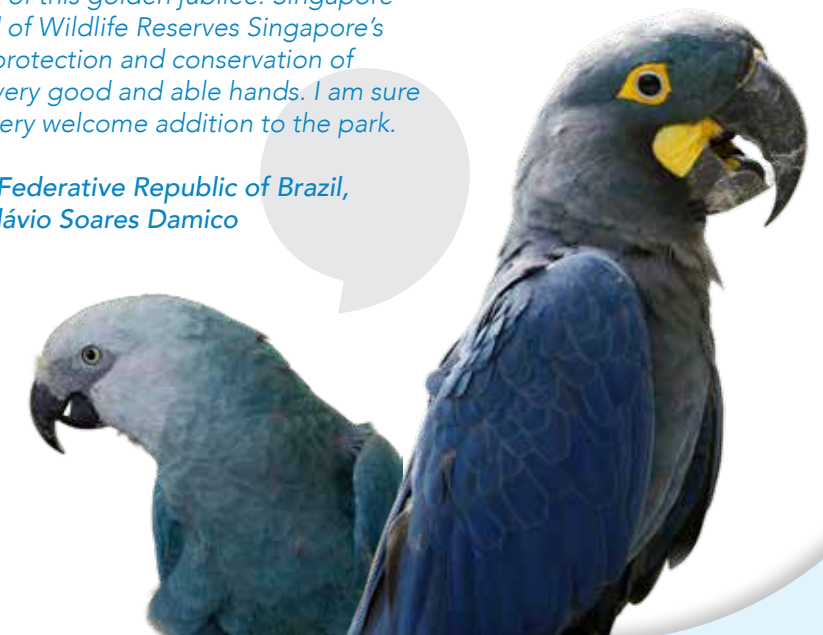 of this golden jubilee. Singapore
of Wildlife Reserves Singapore's
protection and conservation of
very good and able hands. I am sure
ery welcome addition to the park.
Federative Republic of Brazil,
lávio Soares Damico